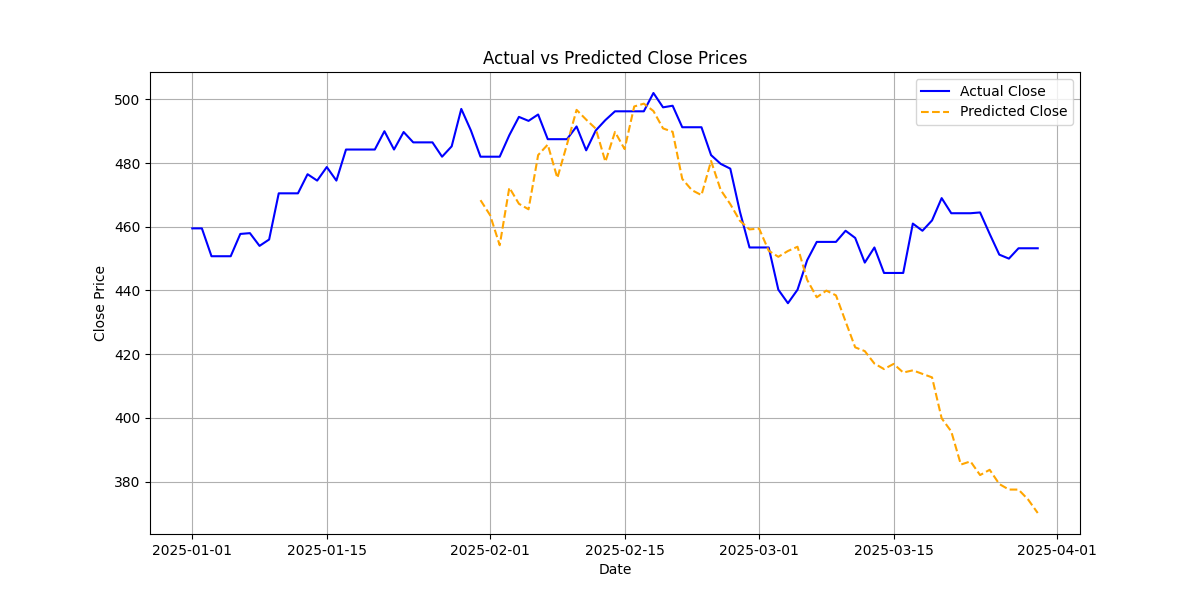 Actual vs Predicted Close Prices
Actual Close
Predicted Close
Close Price
500
480
460
440
420
400
380
2025-01-01
2025-01-15
2025-02-01
2025-02-15
2025-03-01
2025-03-15
2025-04-01
Date